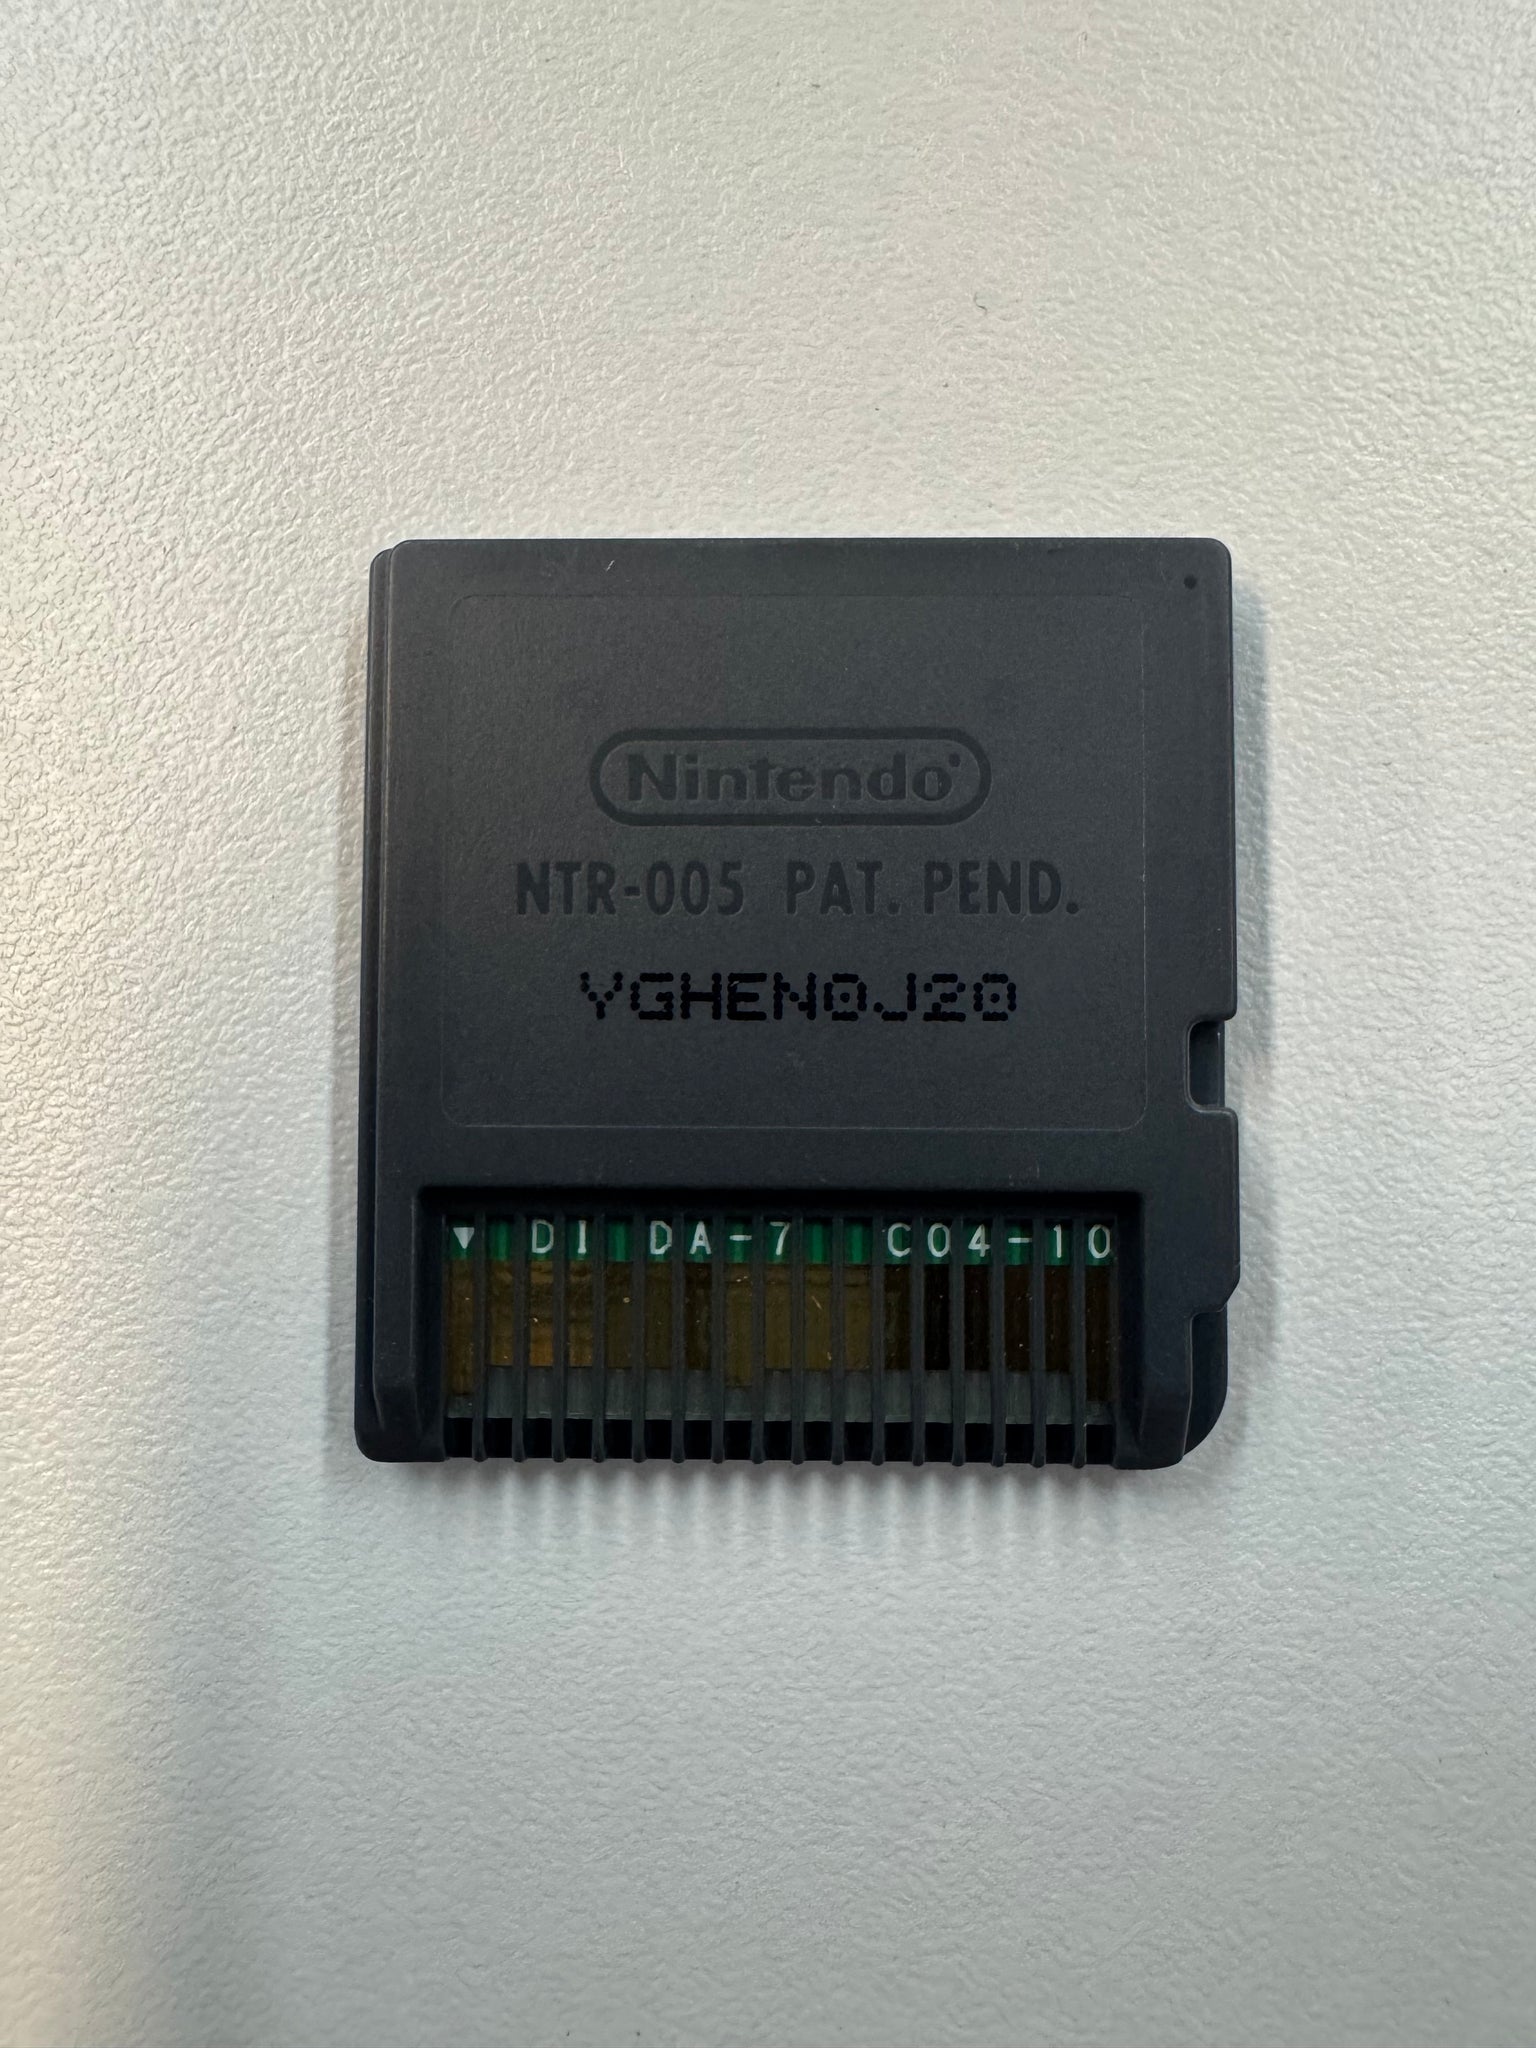 Nintendo
NTR-005 PAT. PEND.
YGHEN0J20
▼ DI DA-7 C04-10